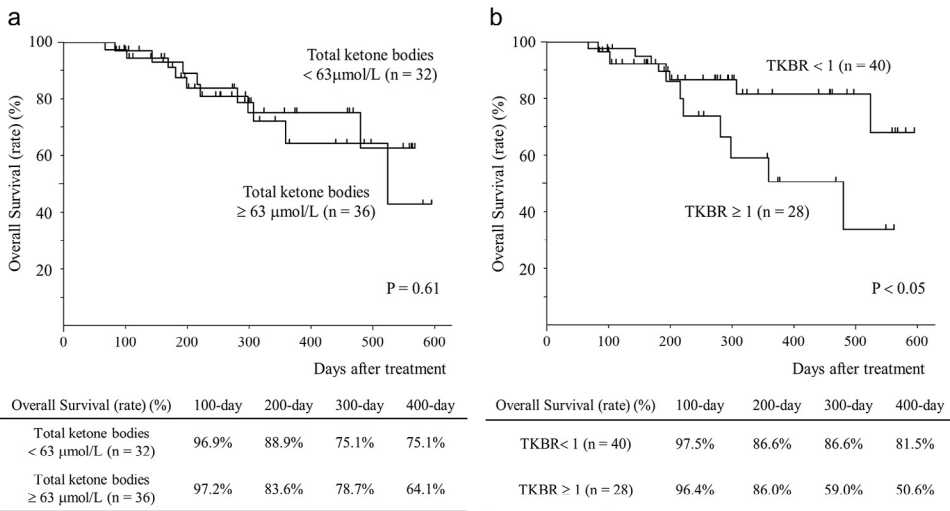 a
Overall Survival (rate) (%)
100
80
60
40
20
0
100
200
300
400
500
600
Total ketone bodies
< 63μmol/L (n = 32)
Total ketone bodies
≥ 63 μmol/L (n = 36)
P = 0.61
Days after treatment
Overall Survival (rate) (%) 100-day 200-day 300-day 400-day
Total ketone bodies
< 63 μmol/L (n = 32) 96.9% 88.9% 75.1% 75.1%
Total ketone bodies
≥ 63 μmol/L (n = 36) 97.2% 83.6% 78.7% 64.1%
b
Overall Survival (rate) (%)
100
80
60
40
20
0
100
200
300
400
500
600
TKBR < 1 (n = 40)
TKBR ≥ 1 (n = 28)
P < 0.05
Days after treatment
Overall Survival (rate) (%) 100-day 200-day 300-day 400-day
TKBR< 1 (n = 40) 97.5% 86.6% 86.6% 81.5%
TKBR ≥ 1 (n = 28) 96.4% 86.0% 59.0% 50.6%